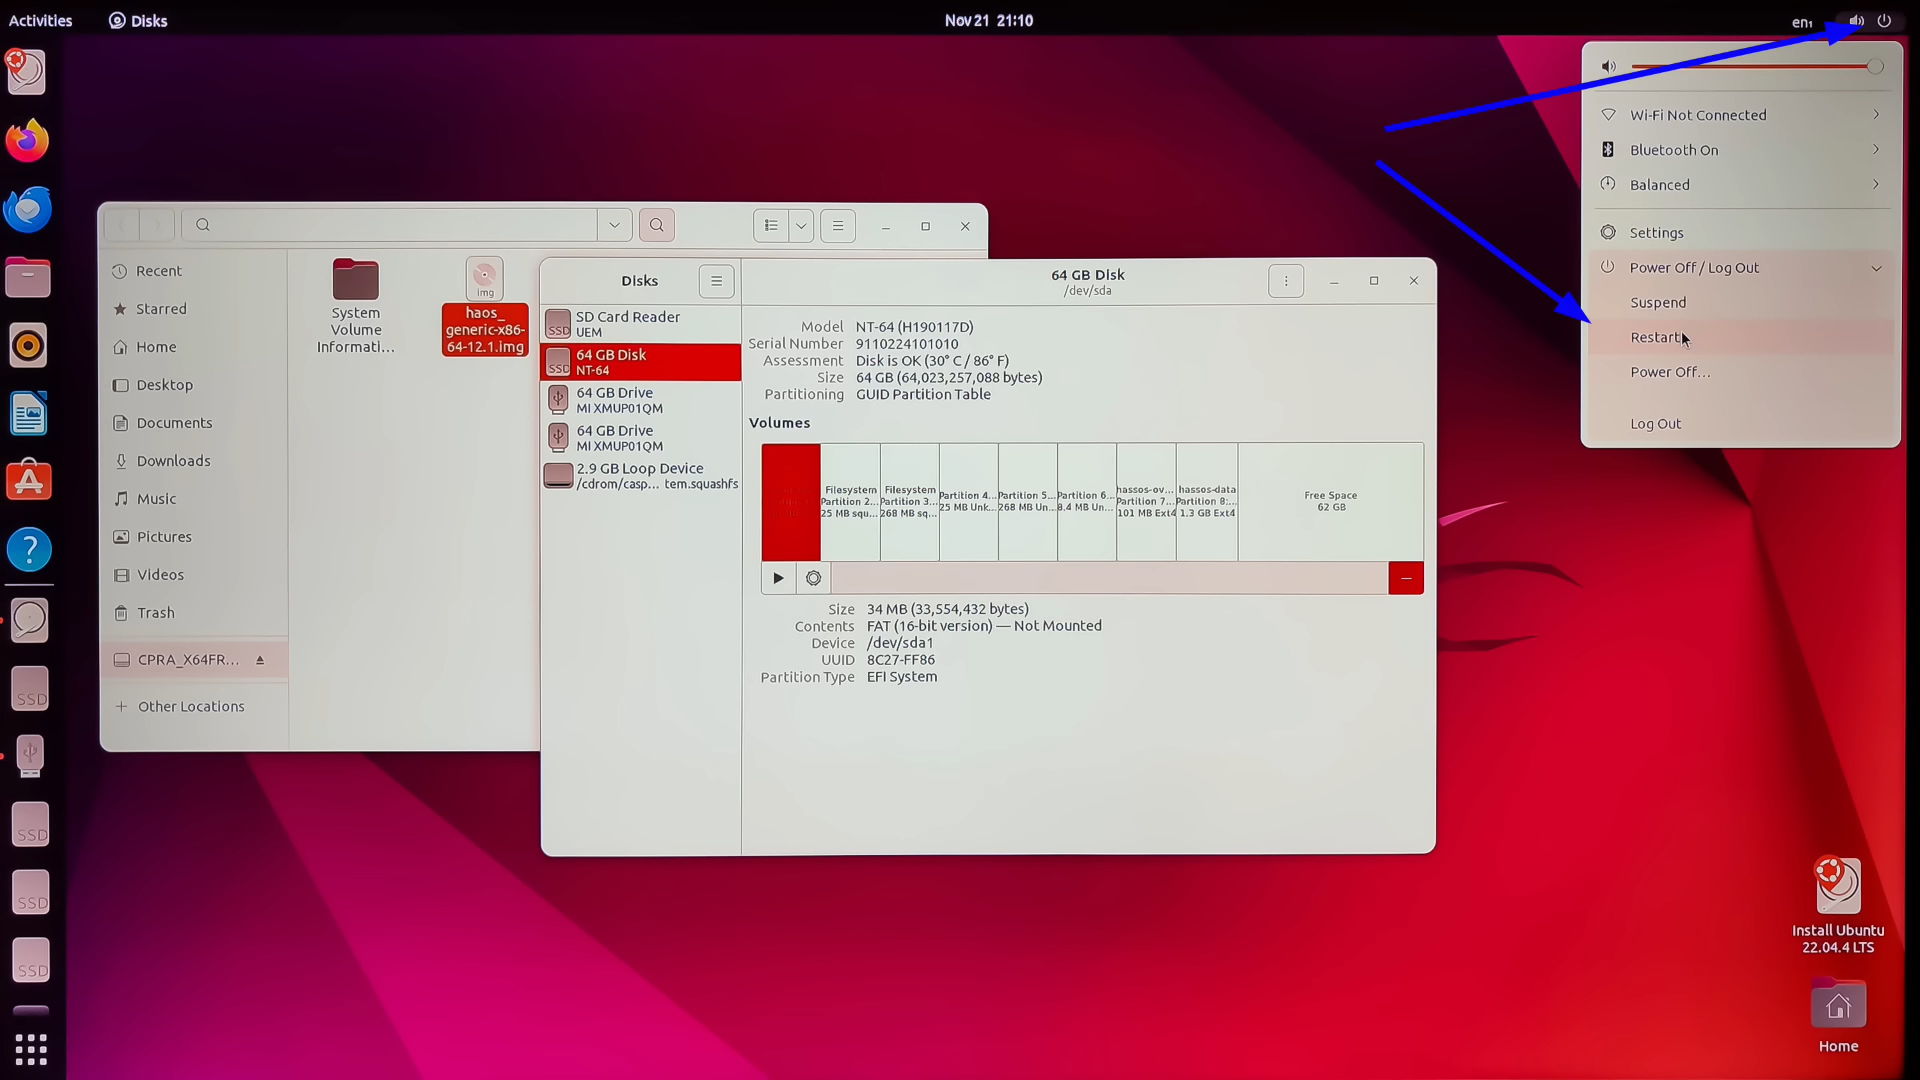 Activities
Disks
Nov 21 21:10
en₁
Wi-Fi Not Connected
Bluetooth On
Balanced
Settings
Power Off / Log Out
Suspend
Restart
Power Off...
Log Out
Recent
Starred
Home
Desktop
Documents
Downloads
Music
Pictures
Videos
Trash
CPRA_X64FR...
Other Locations
System
Volume
Informati...
img
haos_
generic-x86-
64-12.1.img
Disks
64 GB Disk
/dev/sda
SSD
SD Card Reader
UEM
SSD
64 GB Disk
NT-64
64 GB Drive
MI XMUP01QM
64 GB Drive
MI XMUP01QM
2.9 GB Loop Device
/cdrom/casp... tem.squashfs
Model NT-64 (H190117D)
Serial Number 9110224101010
Assessment Disk is OK (30° C / 86° F)
Size 64 GB (64,023,257,088 bytes)
Partitioning GUID Partition Table
Volumes
Filesystem
Partition 2...
25 MB squ...
Filesystem
Partition 3...
268 MB sq...
Partition 4...
25 MB Unk...
Partition 5...
268 MB Un...
Partition 6...
8.4 MB Un...
hassos-ov...
Partition 7...
101 MB Ext4
hassos-data
Partition 8:...
1.3 GB Ext4
Free Space
62 GB
Size 34 MB (33,554,432 bytes)
Contents FAT (16-bit version) — Not Mounted
Device /dev/sda1
UUID 8C27-FF86
Partition Type EFI System
SSD
SSD
SSD
SSD
Install Ubuntu
22.04.4 LTS
Home